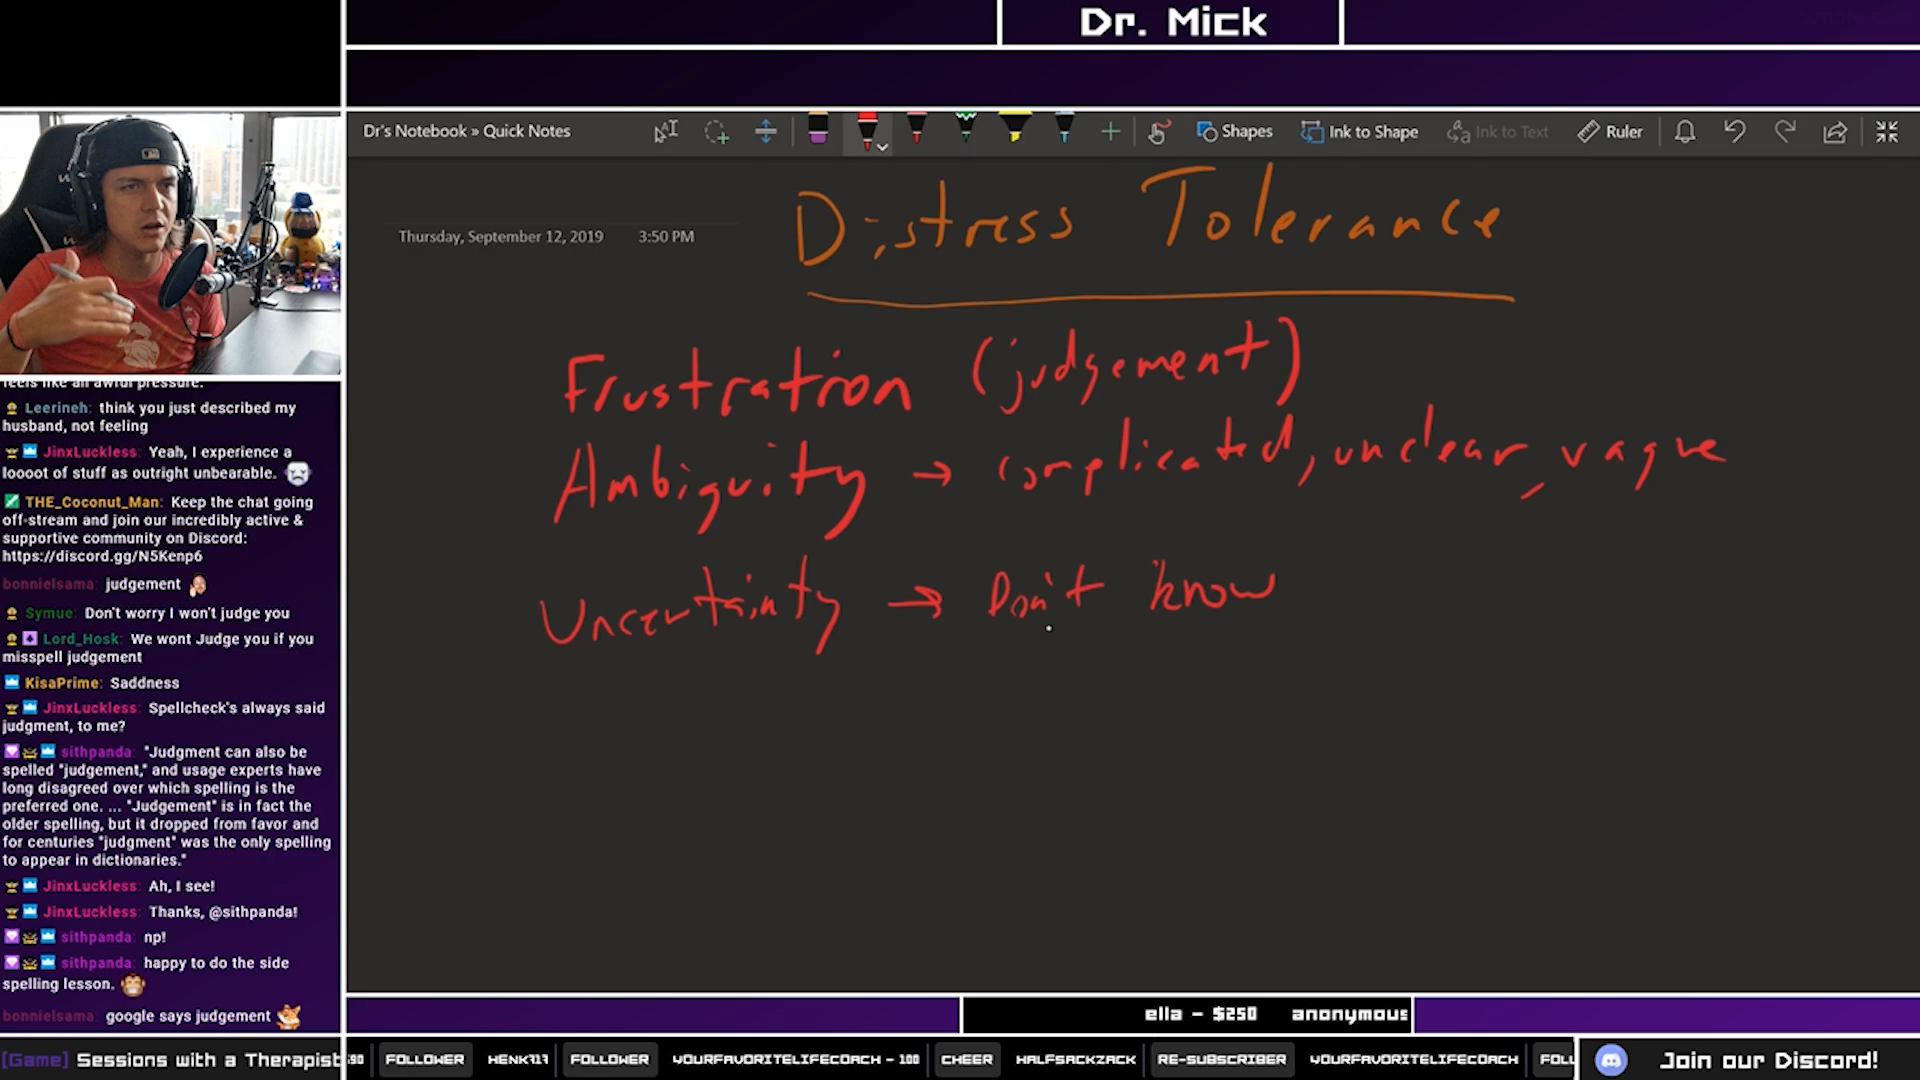 Dr. Mick
Dr's Notebook » Quick Notes
Shapes
Ink to Shape
Ink to Text
Ruler
Distress Tolerance
Thursday, September 12, 2019 3:50 PM
Frustration (judgement)
Ambiguity → complicated, unclear, vague
Uncertainty → Don't know
feels like an awful pressure.
Leerineh: think you just described my
husband, not feeling
JinxLuckless: Yeah, I experience a
loooot of stuff as outright unbearable.
THE_Coconut_Man: Keep the chat going
off-stream and join our incredibly active &
supportive community on Discord:
https://discord.gg/N5Kenp6
bonnielsama: judgement
Symue: Don't worry I won't judge you
Lord_Hosk: We wont Judge you if you
misspell judgement
KisaPrime: Saddness
JinxLuckless: Spellcheck's always said
judgment, to me?
sithpanda: "Judgment can also be
spelled "judgement," and usage experts have
long disagreed over which spelling is the
preferred one. ... "Judgement" is in fact the
older spelling, but it dropped from favor and
for centuries "judgment" was the only spelling
to appear in dictionaries."
JinxLuckless: Ah, I see!
JinxLuckless: Thanks, @sithpanda!
sithpanda: np!
sithpanda: happy to do the side
spelling lesson.
bonnielsama: google says judgement
ella - $250 anonymous
[Game] Sessions with a Therapist
FOLLOWER HENK717 FOLLOWER YOURFAVORITELIFECOACH - 100 CHEER HALFSACKZACK RE-SUBSCRIBER YOURFAVORITELIFECOACH
Join our Discord!